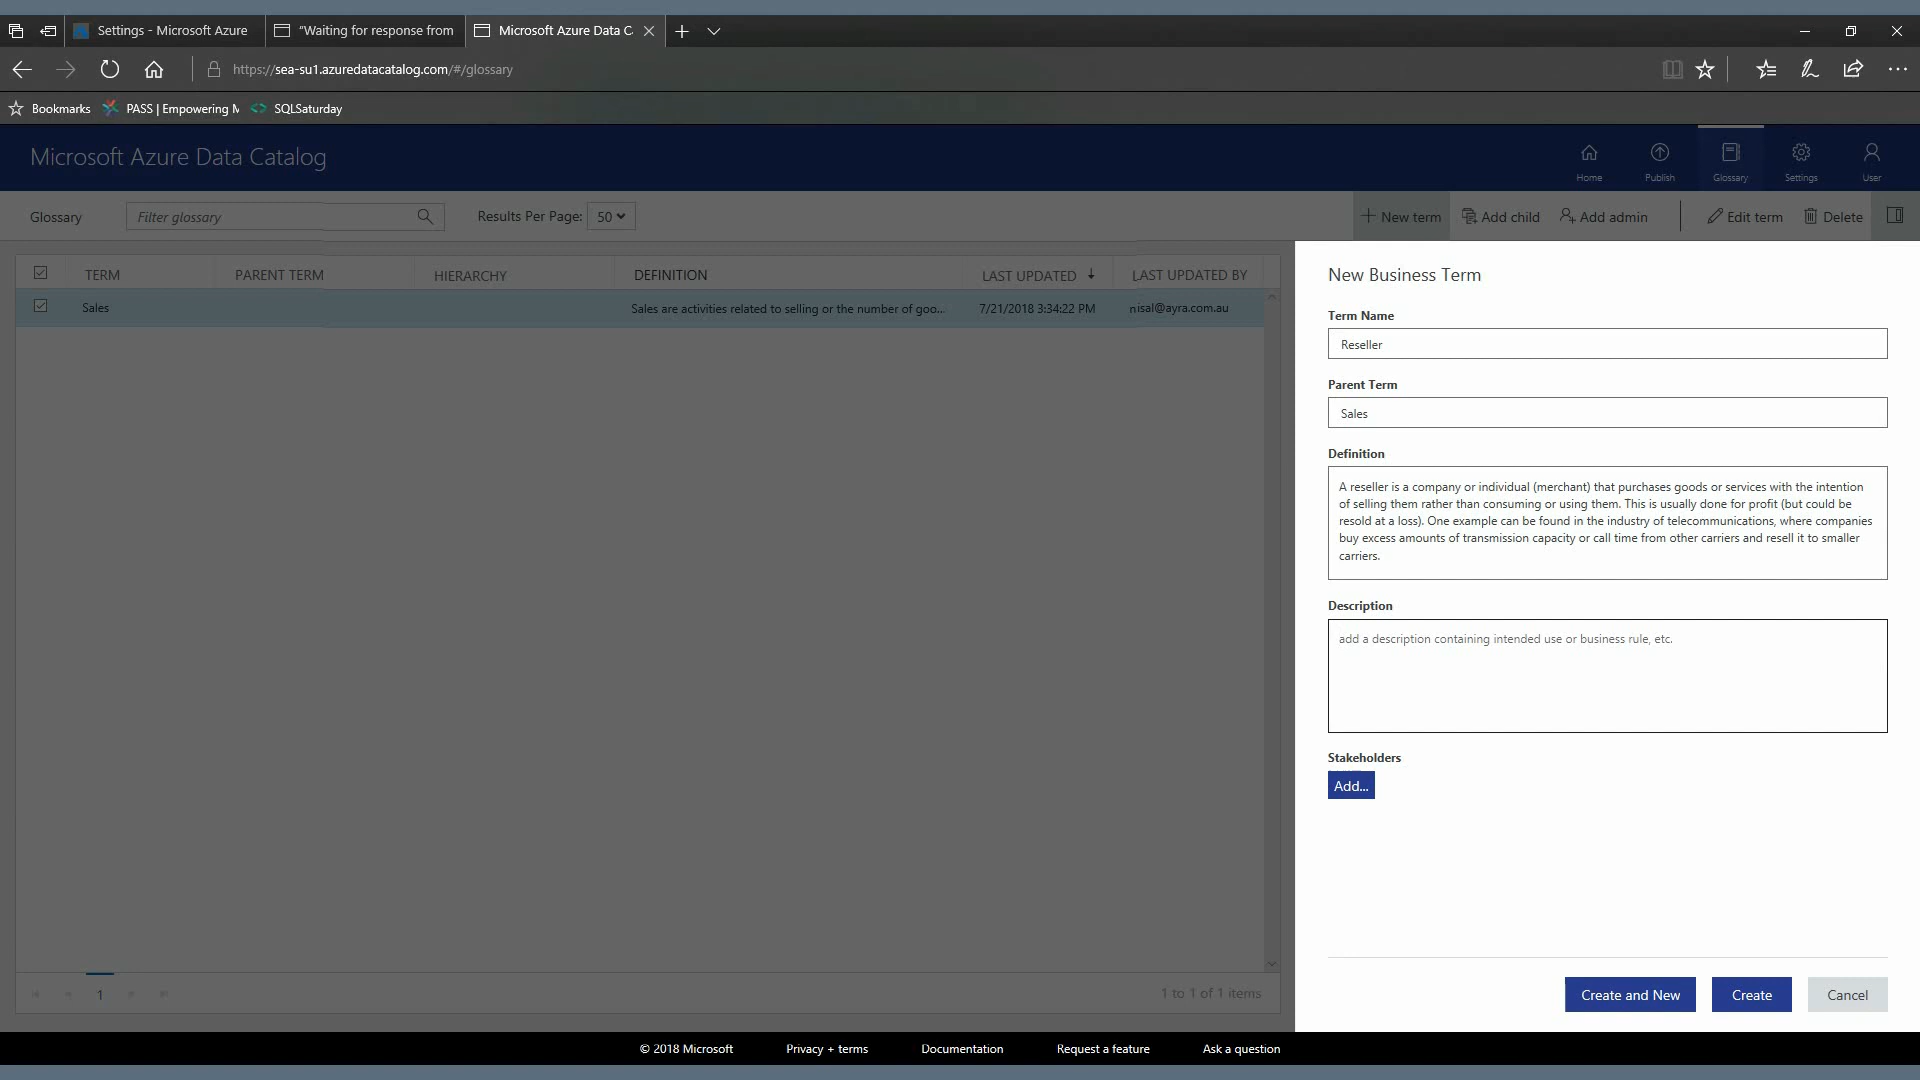 Settings - Microsoft Azure
"Waiting for response from
Microsoft Azure Data C
https://sea-su1.azuredatacatalog.com/#/glossary
Bookmarks
PASS | Empowering M
SQLSaturday
Microsoft Azure Data Catalog
Home
Publish
Glossary
Settings
User
Glossary
Filter glossary
Results Per Page: 50
New term
Add child
Add admin
Edit term
Delete
TERM
PARENT TERM
HIERARCHY
DEFINITION
LAST UPDATED
LAST UPDATED BY
Sales
Sales are activities related to selling or the number of goo...
7/21/2018 3:34:22 PM
nisal@ayra.com.au
1
1 to 1 of 1 items
New Business Term
Term Name
Reseller
Parent Term
Sales
Definition
A reseller is a company or individual (merchant) that purchases goods or services with the intention
of selling them rather than consuming or using them. This is usually done for profit (but could be
resold at a loss). One example can be found in the industry of telecommunications, where companies
buy excess amounts of transmission capacity or call time from other carriers and resell it to smaller
carriers.
Description
add a description containing intended use or business rule, etc.
Stakeholders
Add...
Create and New
Create
Cancel
© 2018 Microsoft
Privacy + terms
Documentation
Request a feature
Ask a question